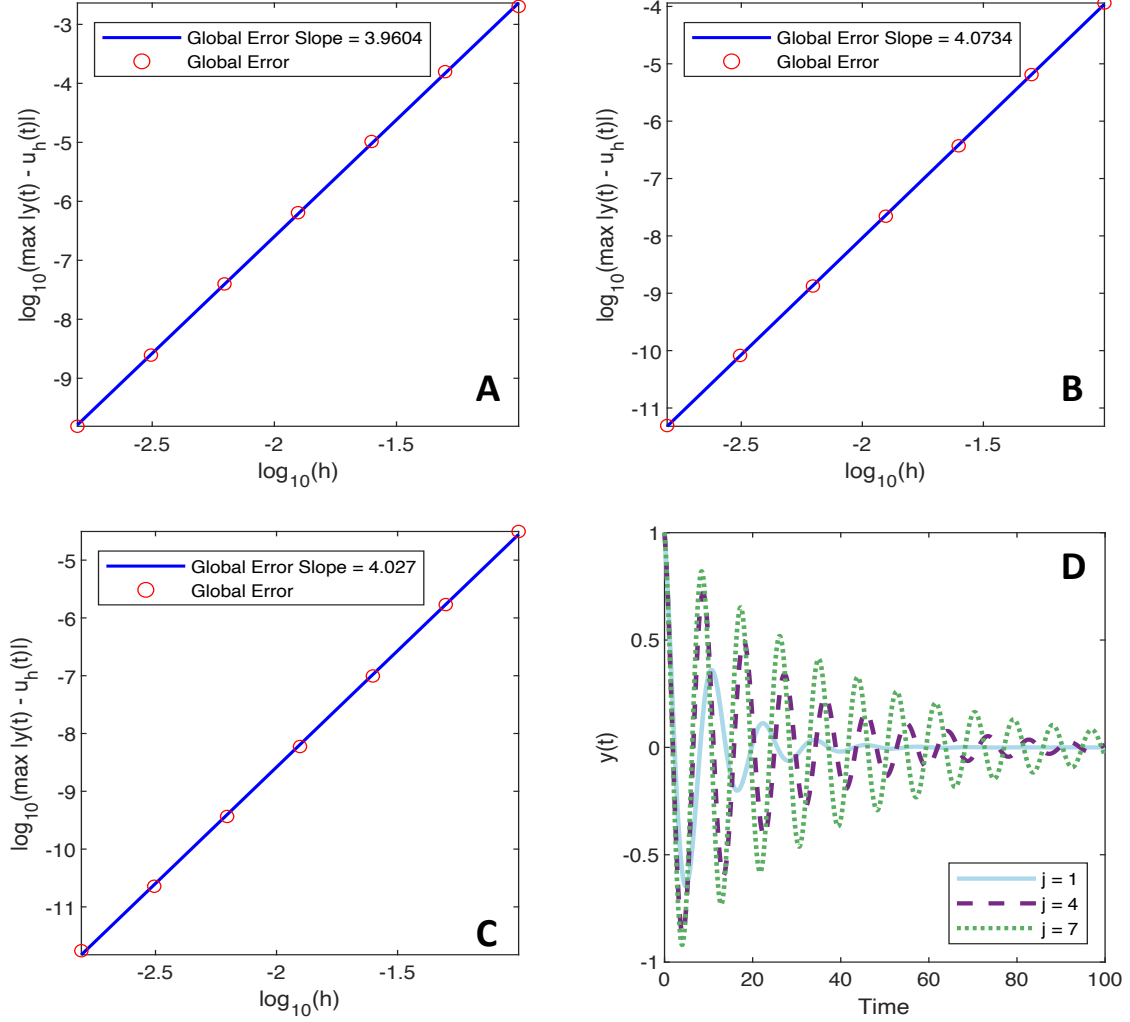 -3
-4
-5
-6
-7
-8
-9
Global Error Slope = 3.9604
Global Error
A
-2.5
-2
-1.5
log10(h)
log10(max |y(t) - uh(t)|)
-4
-5
-6
-7
-8
-9
-10
-11
Global Error Slope = 4.0734
Global Error
B
-2.5
-2
-1.5
log10(h)
log10(max |y(t) - uh(t)|)
-5
-6
-7
-8
-9
-10
-11
Global Error Slope = 4.027
Global Error
C
-2.5
-2
-1.5
log10(h)
log10(max |y(t) - uh(t)|)
1
0.5
0
-0.5
-1
D
j = 1
j = 4
j = 7
0
20
40
60
80
100
Time
y(t)